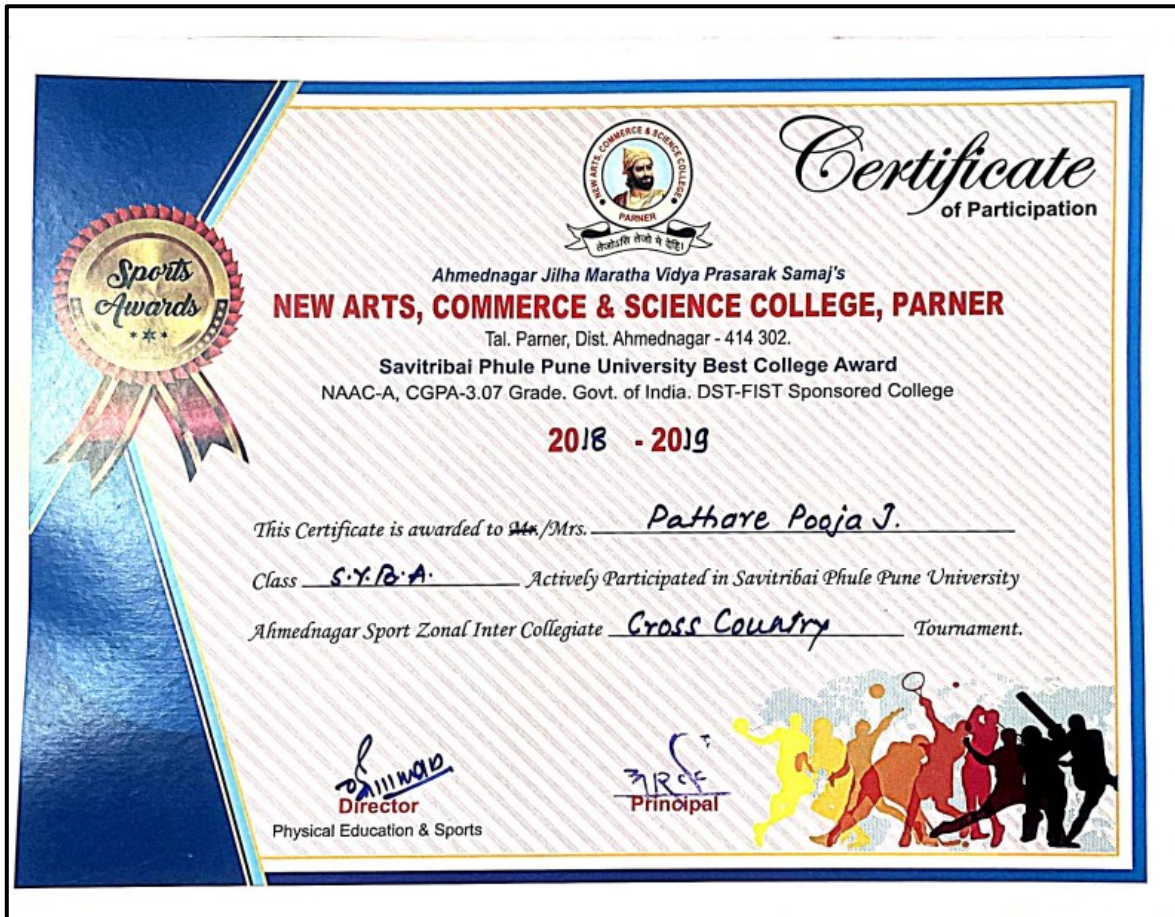 Certificate
of Participation
NEW ARTS, COMMERCE & SCIENCE COLLEGE
PARNER
तेजोऽसि तेजो मे देहि।
Sports
Awards
Ahmednagar Jilha Maratha Vidya Prasarak Samaj's
NEW ARTS, COMMERCE & SCIENCE COLLEGE, PARNER
Tal. Parner, Dist. Ahmednagar - 414 302.
Savitribai Phule Pune University Best College Award
NAAC-A, CGPA-3.07 Grade. Govt. of India. DST-FIST Sponsored College
2018 - 2019
This Certificate is awarded to Mr./Mrs. Pathare Pooja J.
Class S.Y.B.A. Actively Participated in Savitribai Phule Pune University
Ahmednagar Sport Zonal Inter Collegiate Cross Country Tournament.
Director
Physical Education & Sports
Principal